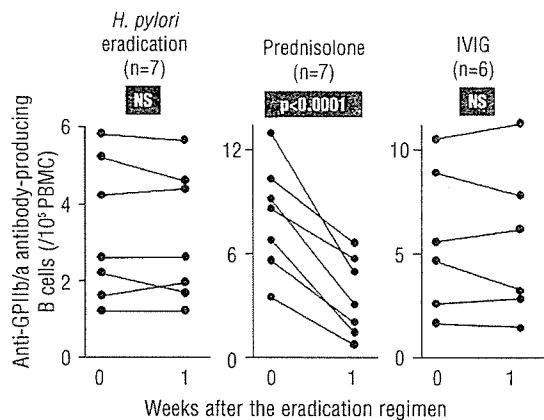 H. pylori
eradication
(n=7)
NS
Prednisolone
(n=7)
p<0.0001
IVIG
(n=6)
NS
Anti-GPIIb/a antibody-producing
B cells (/10⁵ PBMC)
6
4
2
0
12
6
0
10
5
0
0 1
0 1
0 1
Weeks after the eradication regimen